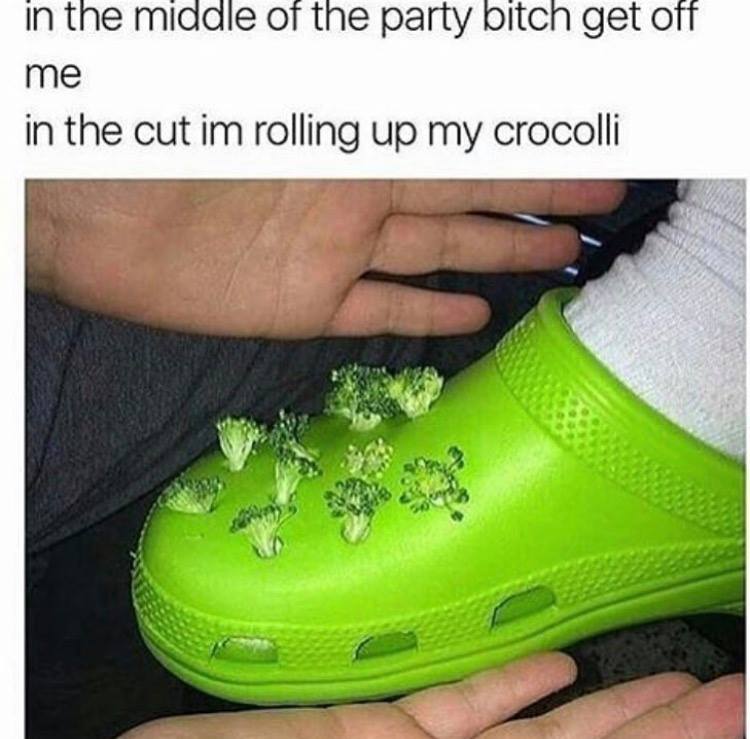 in the middle of the party bitch get off
me
in the cut im rolling up my crocolli